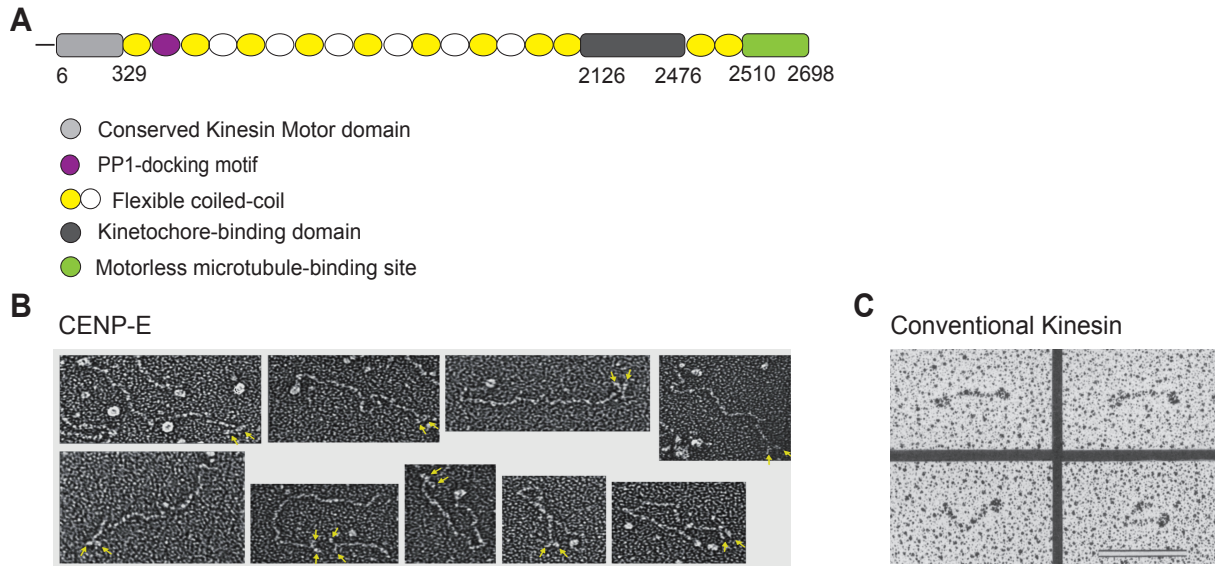 A
6 329 2126 2476 2510 2698
Conserved Kinesin Motor domain
PP1-docking motif
Flexible coiled-coil
Kinetochore-binding domain
Motorless microtubule-binding site
B
CENP-E
C
Conventional Kinesin